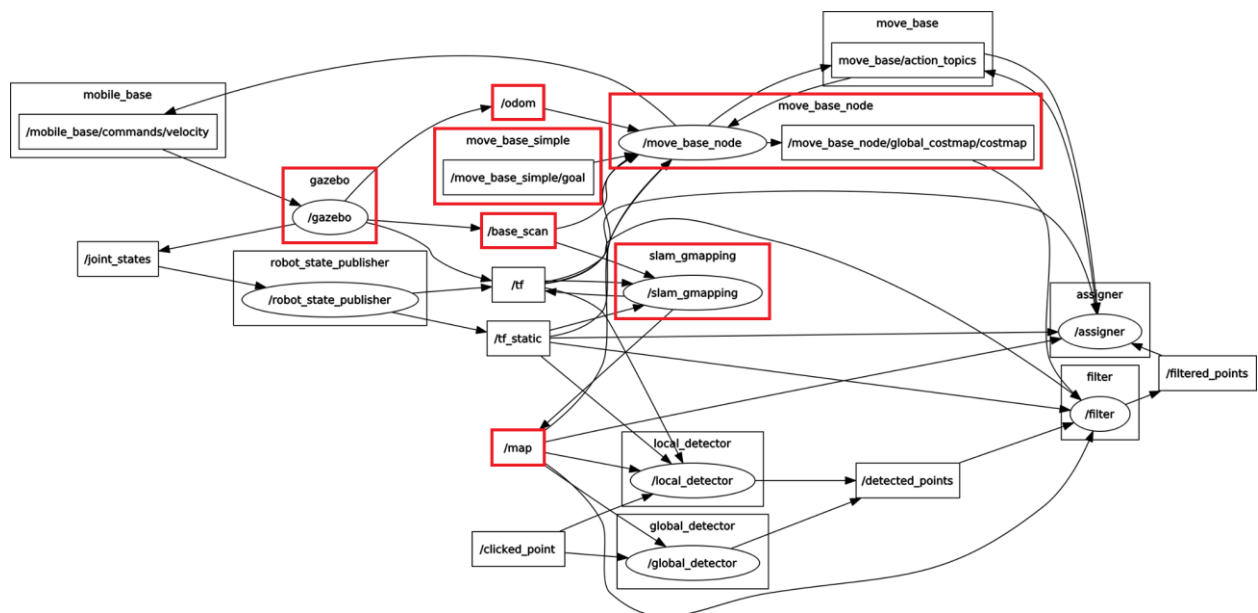 move_base
move_base/action_topics
mobile_base
/mobile_base/commands/velocity
/odom
move_base_node
/move_base_node
/move_base_node/global_costmap/costmap
move_base_simple
/move_base_simple/goal
gazebo
/gazebo
/base_scan
/joint_states
robot_state_publisher
/robot_state_publisher
/tf
slam_gmapping
/slam_gmapping
/tf_static
assigner
/assigner
/filtered_points
filter
/filter
/map
local_detector
/local_detector
/detected_points
/clicked_point
global_detector
/global_detector